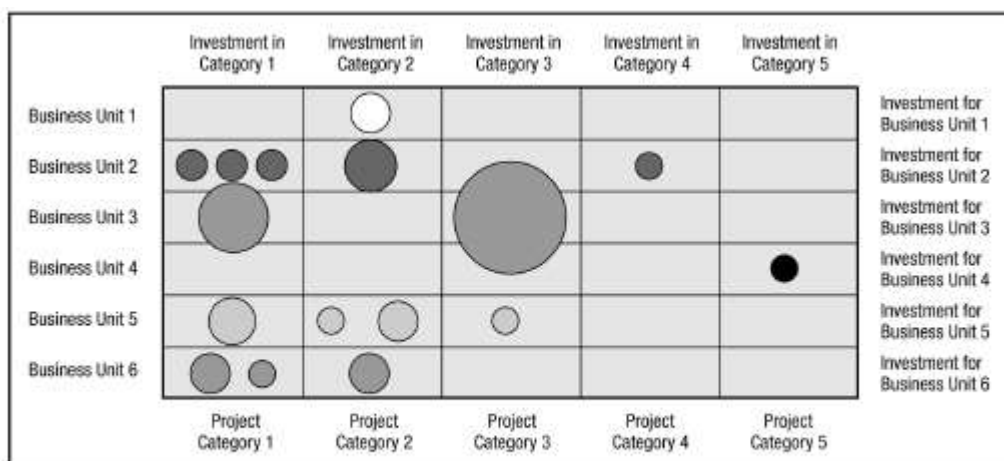 Investment in
Category 1
Investment in
Category 2
Investment in
Category 3
Investment in
Category 4
Investment in
Category 5
Business Unit 1
Investment for
Business Unit 1
Business Unit 2
Investment for
Business Unit 2
Business Unit 3
Investment for
Business Unit 3
Business Unit 4
Investment for
Business Unit 4
Business Unit 5
Investment for
Business Unit 5
Business Unit 6
Investment for
Business Unit 6
Project
Category 1
Project
Category 2
Project
Category 3
Project
Category 4
Project
Category 5